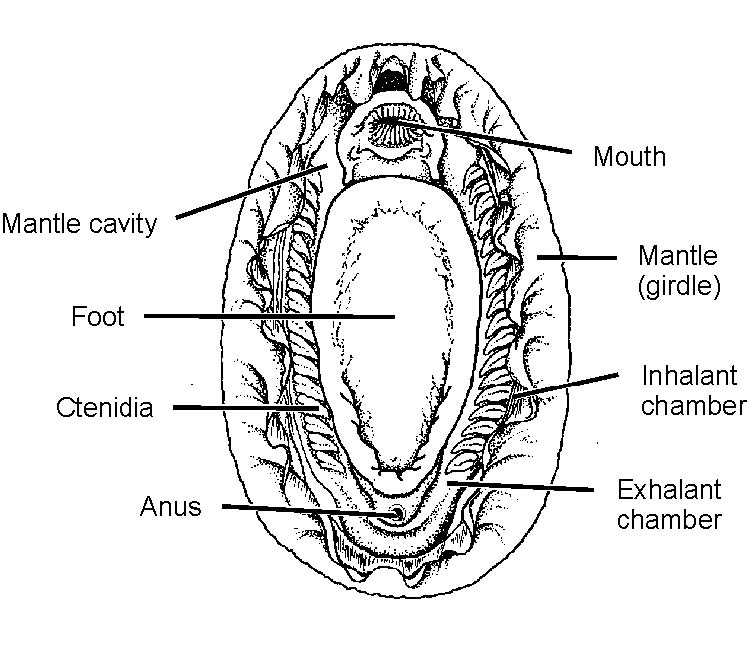 Mouth
Mantle cavity
Mantle
(girdle)
Foot
Inhalant
chamber
Ctenidia
Exhalant
chamber
Anus